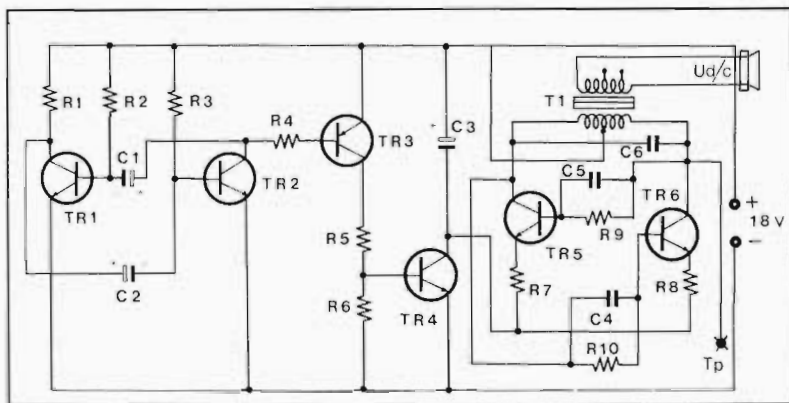 R1
R2
R3
C1
TR1
C2
TR2
R4
TR3
R5
R6
TR4
C3
T1
Ud/c
C6
C5
TR5
R9
TR6
R7
C4
R8
R10
+
18 v
−
Tp